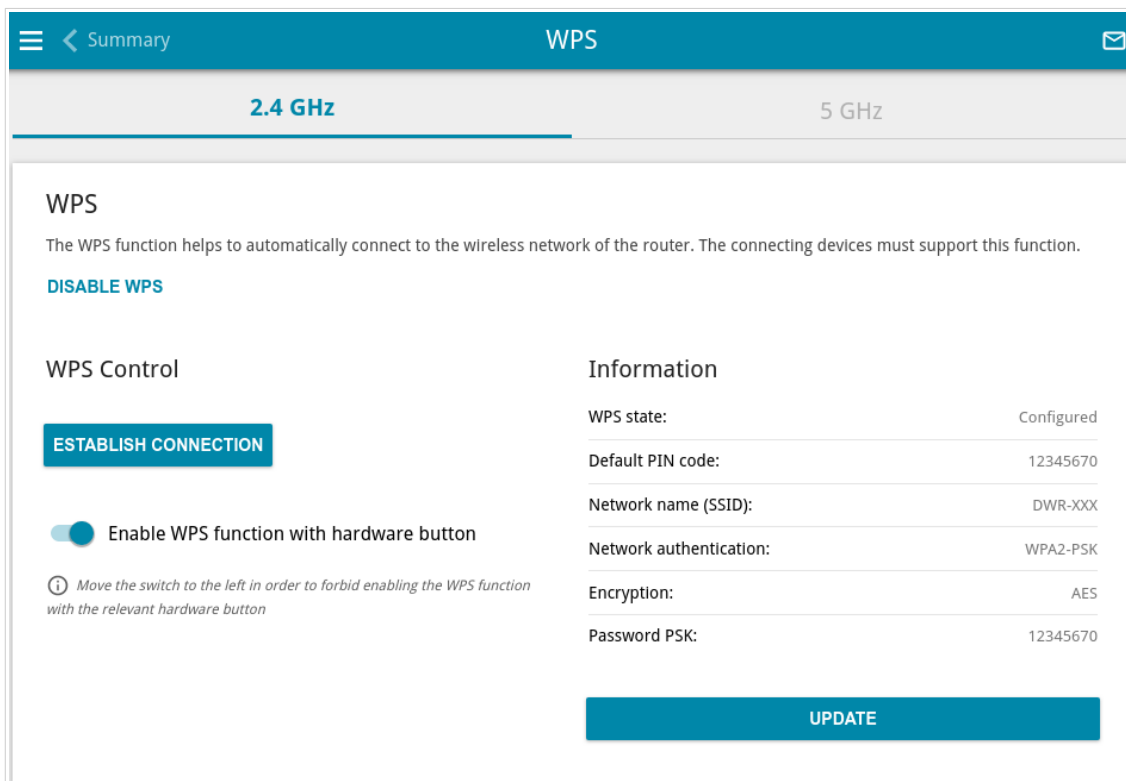 Summary
WPS
2.4 GHz
5 GHz
WPS
The WPS function helps to automatically connect to the wireless network of the router. The connecting devices must support this function.
DISABLE WPS
WPS Control
ESTABLISH CONNECTION
Enable WPS function with hardware button
Move the switch to the left in order to forbid enabling the WPS function
with the relevant hardware button
Information
WPS state: Configured
Default PIN code: 12345670
Network name (SSID): DWR-XXX
Network authentication: WPA2-PSK
Encryption: AES
Password PSK: 12345670
UPDATE